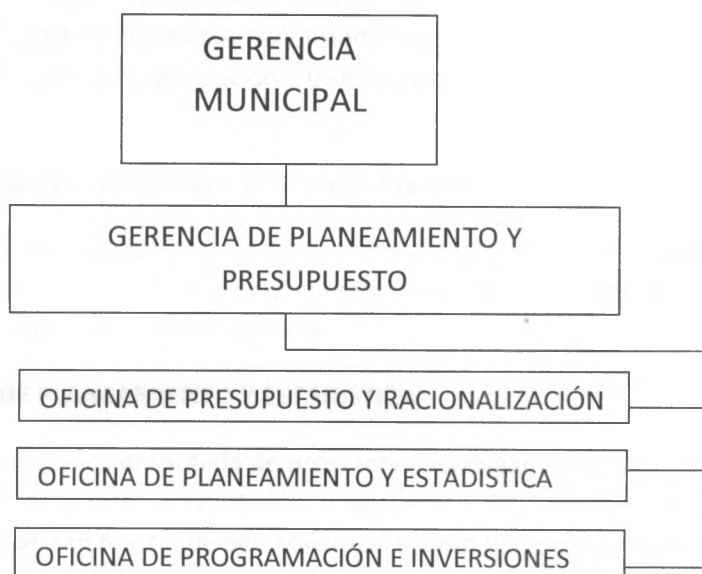 GERENCIA
MUNICIPAL
GERENCIA DE PLANEAMIENTO Y
PRESUPUESTO
OFICINA DE PRESUPUESTO Y RACIONALIZACIÓN
OFICINA DE PLANEAMIENTO Y ESTADISTICA
OFICINA DE PROGRAMACIÓN E INVERSIONES